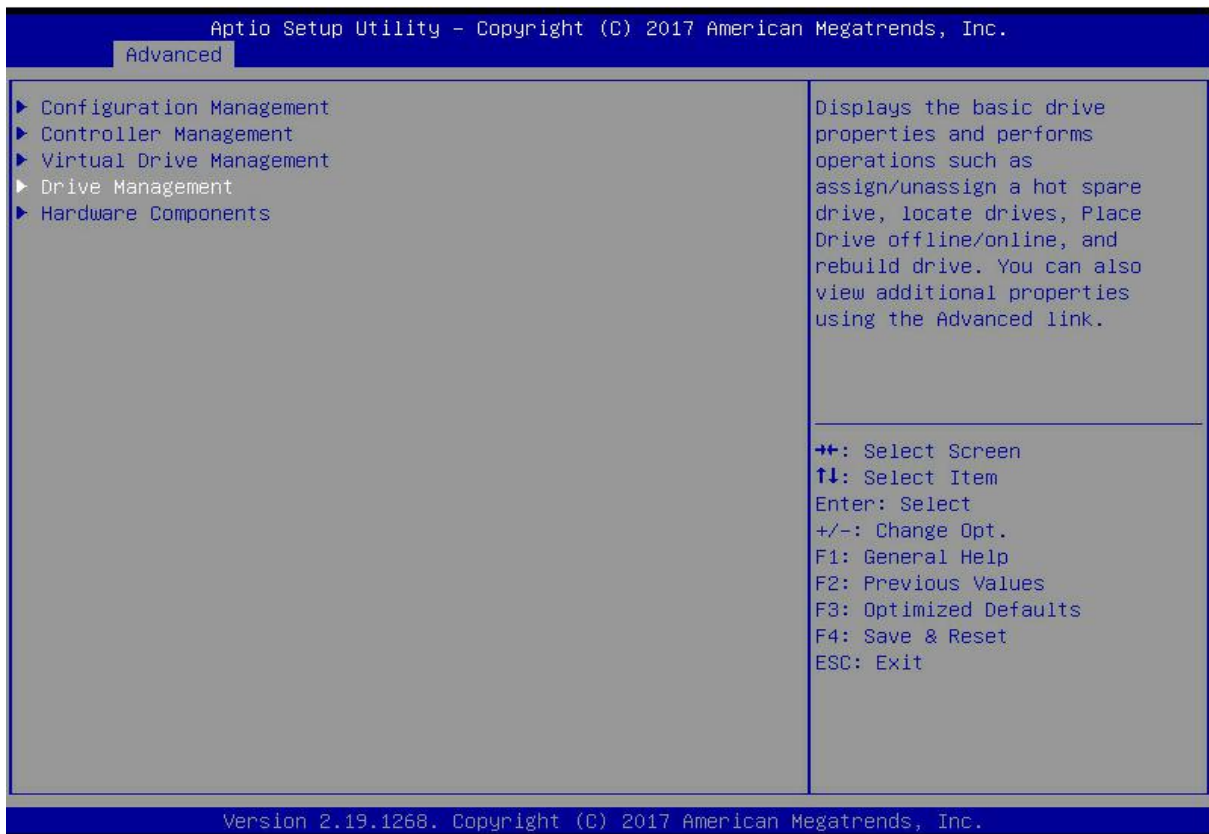 Aptio Setup Utility – Copyright (C) 2017 American Megatrends, Inc.
Advanced
▶ Configuration Management
▶ Controller Management
▶ Virtual Drive Management
▶ Drive Management
▶ Hardware Components
Displays the basic drive
properties and performs
operations such as
assign/unassign a hot spare
drive, locate drives, Place
Drive offline/online, and
rebuild drive. You can also
view additional properties
using the Advanced link.
→←: Select Screen
↑↓: Select Item
Enter: Select
+/-: Change Opt.
F1: General Help
F2: Previous Values
F3: Optimized Defaults
F4: Save & Reset
ESC: Exit
Version 2.19.1268. Copyright (C) 2017 American Megatrends, Inc.